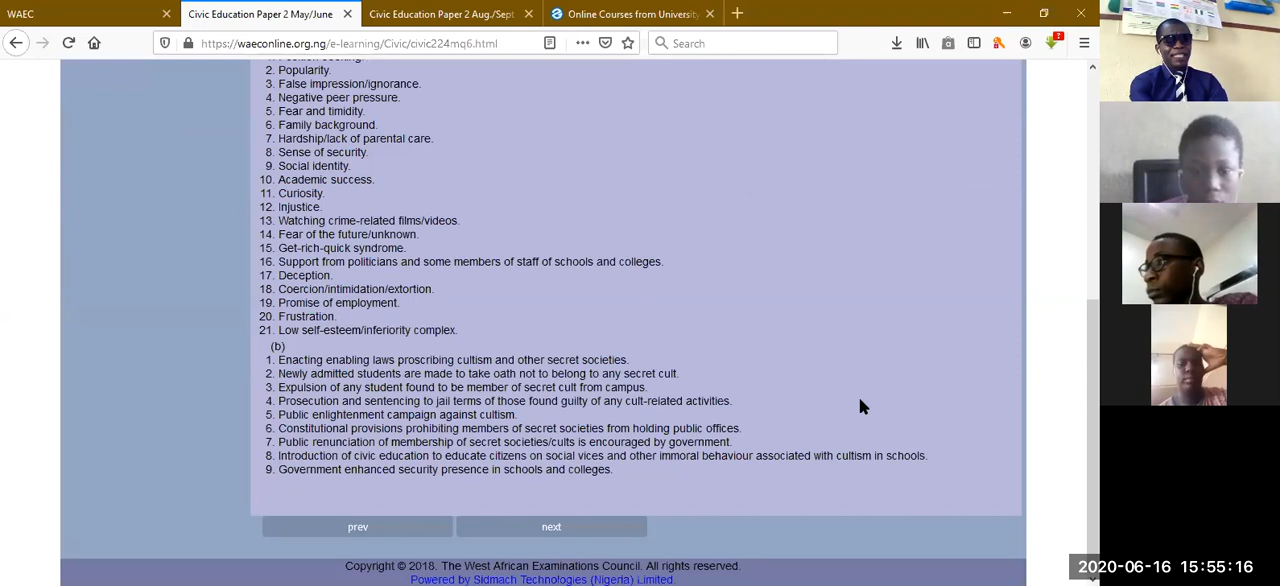 WAEC
Civic Education Paper 2 May/June
Civic Education Paper 2 Aug./Sept
Online Courses from University
https://waeconline.org.ng/e-learning/Civic/civic224mq6.html
Search
2. Popularity.
3. False impression/ignorance.
4. Negative peer pressure.
5. Fear and timidity.
6. Family background.
7. Hardship/lack of parental care.
8. Sense of security.
9. Social identity.
10. Academic success.
11. Curiosity.
12. Injustice.
13. Watching crime-related films/videos.
14. Fear of the future/unknown.
15. Get-rich-quick syndrome.
16. Support from politicians and some members of staff of schools and colleges.
17. Deception.
18. Coercion/intimidation/extortion.
19. Promise of employment.
20. Frustration.
21. Low self-esteem/inferiority complex.
(b)
1. Enacting enabling laws proscribing cultism and other secret societies.
2. Newly admitted students are made to take oath not to belong to any secret cult.
3. Expulsion of any student found to be member of secret cult from campus.
4. Prosecution and sentencing to jail terms of those found guilty of any cult-related activities.
5. Public enlightenment campaign against cultism.
6. Constitutional provisions prohibiting members of secret societies from holding public offices.
7. Public renunciation of membership of secret societies/cults is encouraged by government.
8. Introduction of civic education to educate citizens on social vices and other immoral behaviour associated with cultism in schools.
9. Government enhanced security presence in schools and colleges.
prev
next
Copyright © 2018. The West African Examinations Council. All rights reserved.
Powered by Sidmach Technologies (Nigeria) Limited.
2020-06-16 15:55:16